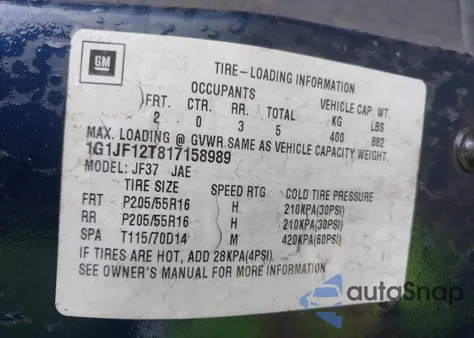 GM
TIRE-LOADING INFORMATION
OCCUPANTS VEHICLE CAP. WT.
FRT. CTR. RR. TOTAL KG LBS
2 0 3 5 400 882
MAX. LOADING @ GVWR SAME AS VEHICLE CAPACITY WEIGHT.
1G1JF12T817158989
MODEL: JF37 JAE
TIRE SIZE SPEED RTG COLD TIRE PRESSURE
FRT P205/55R16 H 210KPA(30PSI)
RR P205/55R16 H 210KPA(30PSI)
SPA T115/70D14 M 420KPA(60PSI)
IF TIRES ARE HOT, ADD 28KPA(4PSI).
SEE OWNER'S MANUAL FOR MORE INFORMATION
autoSnap